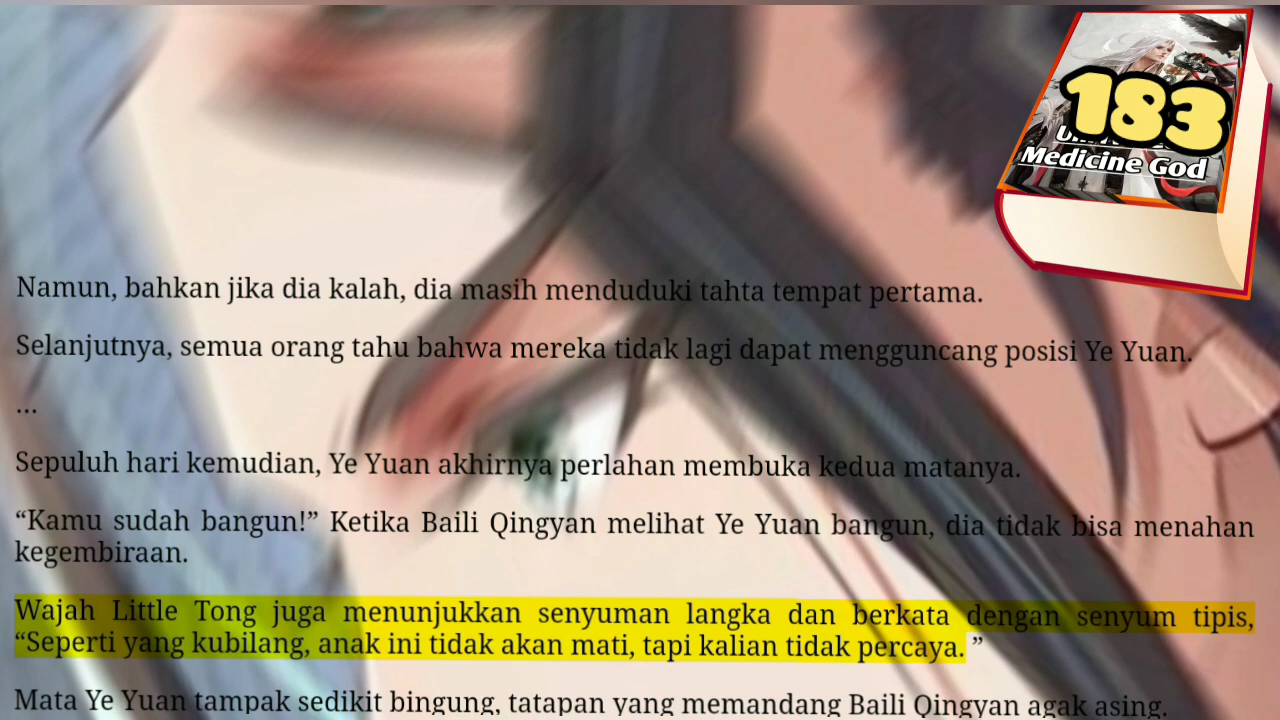 183
Medicine God
Namun, bahkan jika dia kalah, dia masih menduduki tahta tempat pertama.
Selanjutnya, semua orang tahu bahwa mereka tidak lagi dapat mengguncang posisi Ye Yuan.
...
Sepuluh hari kemudian, Ye Yuan akhirnya perlahan membuka kedua matanya.
“Kamu sudah bangun!” Ketika Baili Qingyan melihat Ye Yuan bangun, dia tidak bisa menahan
kegembiraan.
Wajah Little Tong juga menunjukkan senyuman langka dan berkata dengan senyum tipis,
“Seperti yang kubilang, anak ini tidak akan mati, tapi kalian tidak percaya. ”
Mata Ye Yuan tampak sedikit bingung, tatapan yang memandang Baili Qingyan agak asing.